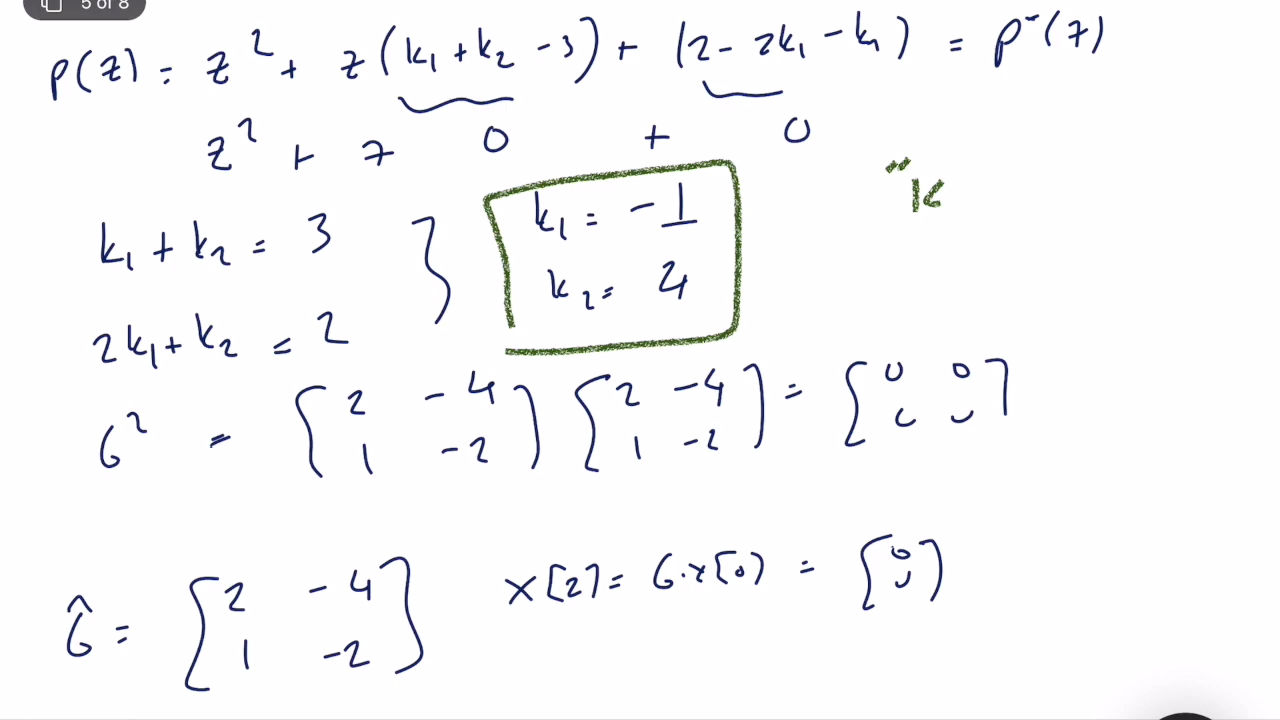 5 of 8
P(z) = z² + z(k₁ + k₂ - 3) + (2 - 2k₁ - k₁) = P*(z)
z² + z 0 + 0
"K
k₁ + k₂ = 3 } k₁ = -1
2k₁ + k₂ = 2 k₂ = 4
G² = [2 -4; 1 -2] [2 -4; 1 -2] = [0 0; 0 0]
Ĝ = [2 -4; 1 -2] x[2] = G·x[0] = [0; 0]